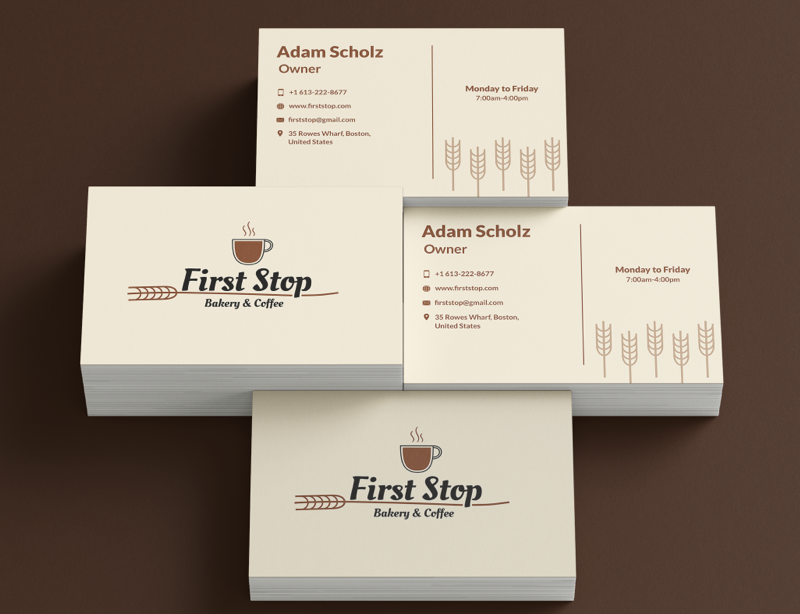 Adam Scholz
Owner
+1 613-222-8677
www.firststop.com
firststop@gmail.com
35 Rowes Wharf, Boston,
United States
Monday to Friday
7:00am-4:00pm
First Stop
Bakery & Coffee
Adam Scholz
Owner
+1 613-222-8677
www.firststop.com
firststop@gmail.com
35 Rowes Wharf, Boston,
United States
Monday to Friday
7:00am-4:00pm
First Stop
Bakery & Coffee